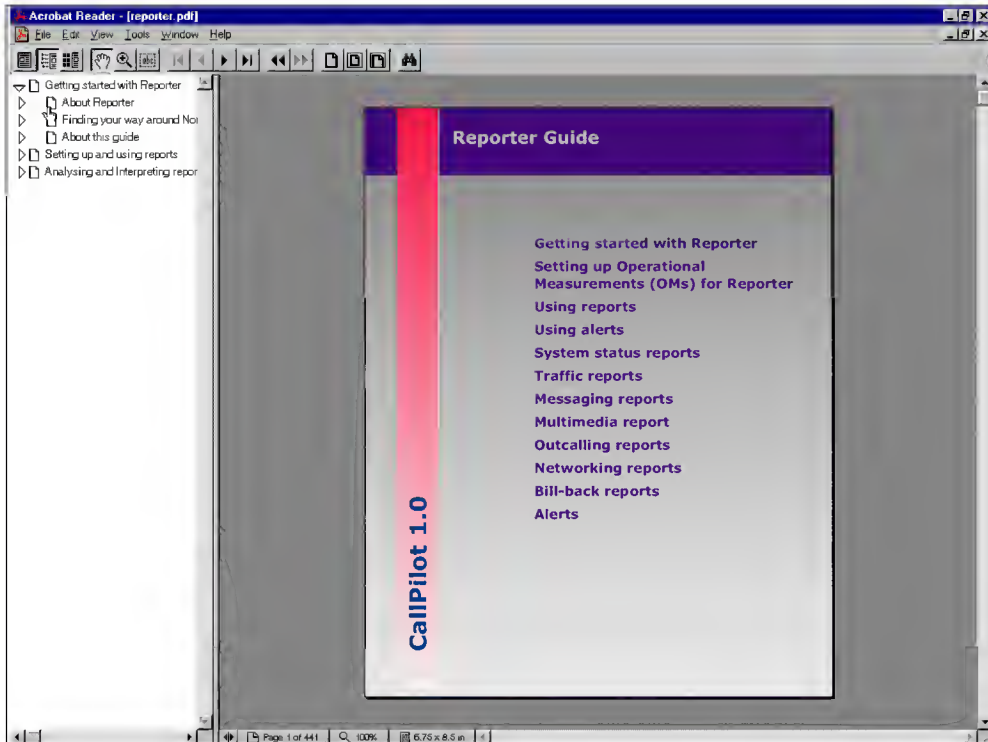 Acrobat Reader - [reporter.pdf]
File Edit View Tools Window Help
abc
Getting started with Reporter
About Reporter
Finding your way around Nor
About this guide
Setting up and using reports
Analysing and Interpreting repor
Reporter Guide
Getting started with Reporter
Setting up Operational
Measurements (OMs) for Reporter
Using reports
Using alerts
System status reports
Traffic reports
Messaging reports
Multimedia report
Outcalling reports
Networking reports
Bill-back reports
Alerts
CallPilot 1.0
Page 1 of 441 100% 6.75 x 8.5 in